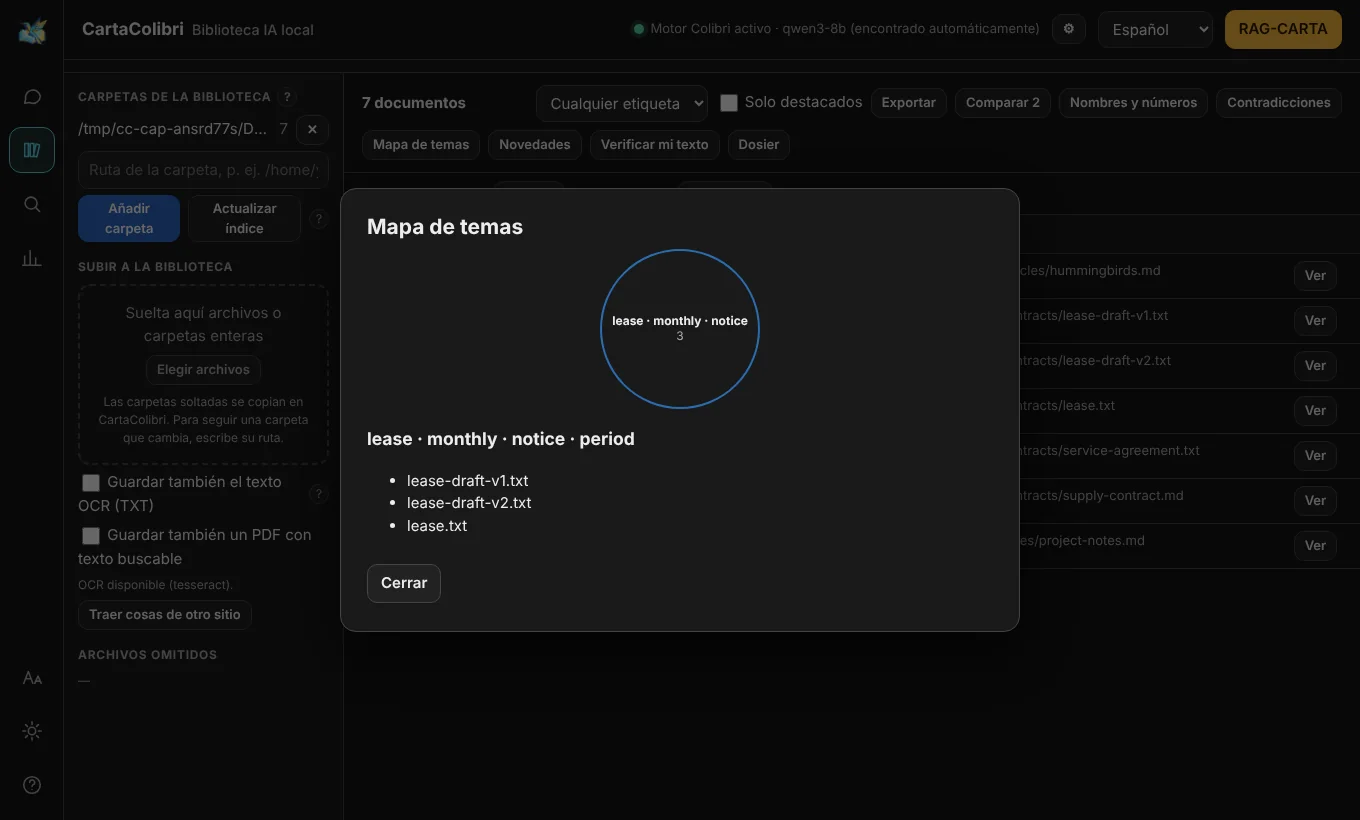 CartaColibri Biblioteca IA local
Motor Colibri activo · qwen3-8b (encontrado automáticamente)
Español
RAG-CARTA
CARPETAS DE LA BIBLIOTECA ?
/tmp/cc-cap-ansrd77s/D... 7 ×
Ruta de la carpeta, p. ej. /home/
Añadir
carpeta
Actualizar
índice
?
SUBIR A LA BIBLIOTECA
Suelta aquí archivos o
carpetas enteras
Elegir archivos
Las carpetas soltadas se copian en
CartaColibri. Para seguir una carpeta
que cambia, escribe su ruta.
Guardar también el texto
OCR (TXT)
?
Guardar también un PDF con
texto buscable
OCR disponible (tesseract).
Traer cosas de otro sitio
ARCHIVOS OMITIDOS
—
Aa
7 documentos
Cualquier etiqueta
Solo destacados
Exportar
Comparar 2
Nombres y números
Contradicciones
Mapa de temas
Novedades
Verificar mi texto
Dosier
Mapa de temas
lease · monthly · notice
3
lease · monthly · notice · period
• lease-draft-v1.txt
• lease-draft-v2.txt
• lease.txt
Cerrar
cles/hummingbirds.md Ver
ntracts/lease-draft-v1.txt Ver
ntracts/lease-draft-v2.txt Ver
ntracts/lease.txt Ver
ntracts/service-agreement.txt Ver
ntracts/supply-contract.md Ver
es/project-notes.md Ver